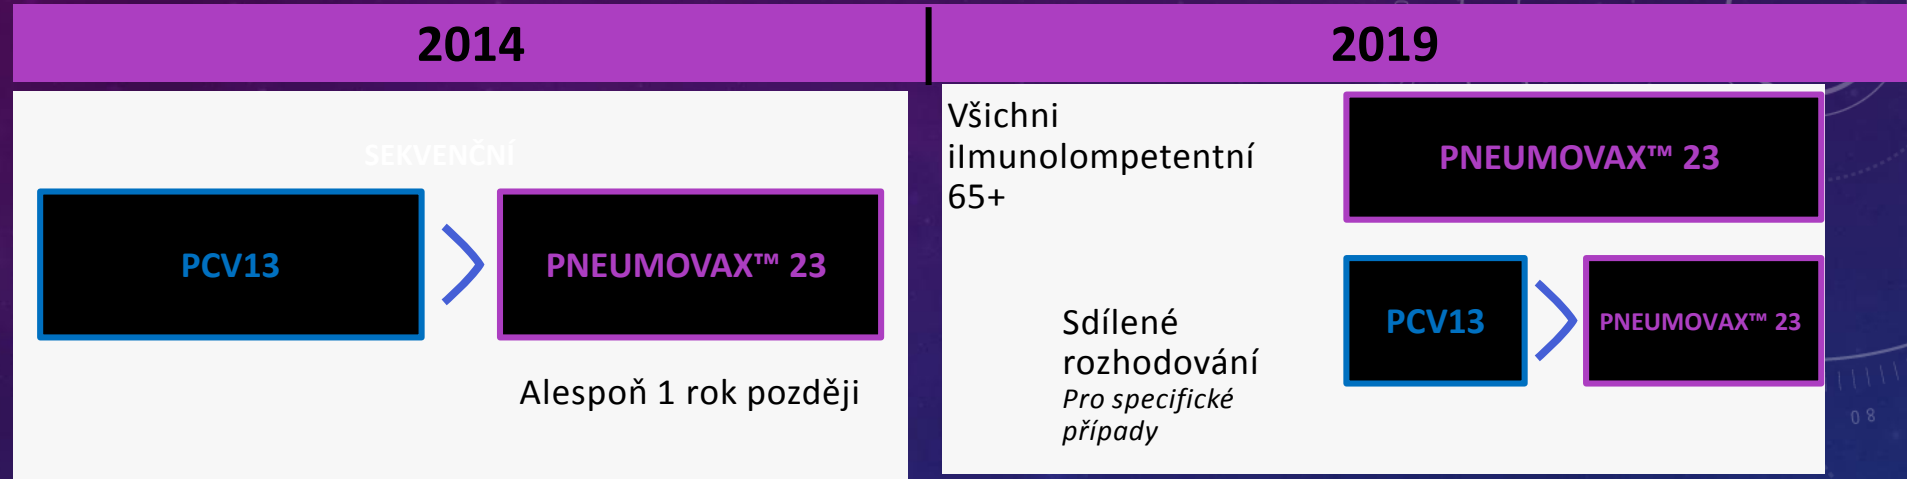 2014
2019
SEKVENČNÍ
PCV13
PNEUMOVAX™ 23
Alespoň 1 rok později
Všichni
iImunolompetentní
65+
PNEUMOVAX™ 23
Sdílené
rozhodování
Pro specifické
případy
PCV13
PNEUMOVAX™ 23
80